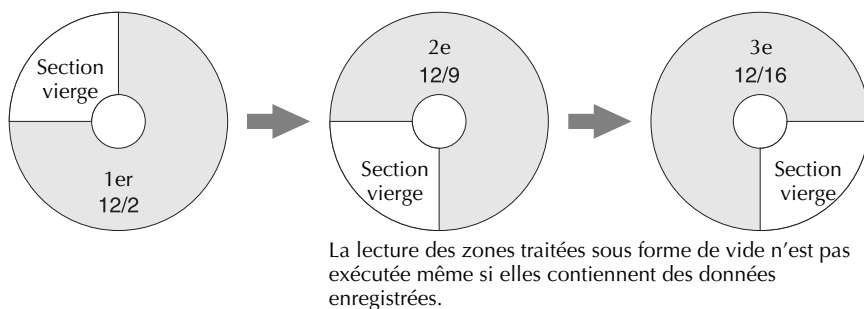 Section
vierge
1er
12/2
2e
12/9
Section
vierge
3e
12/16
Section
vierge
La lecture des zones traitées sous forme de vide n’est pas
exécutée même si elles contiennent des données
enregistrées.